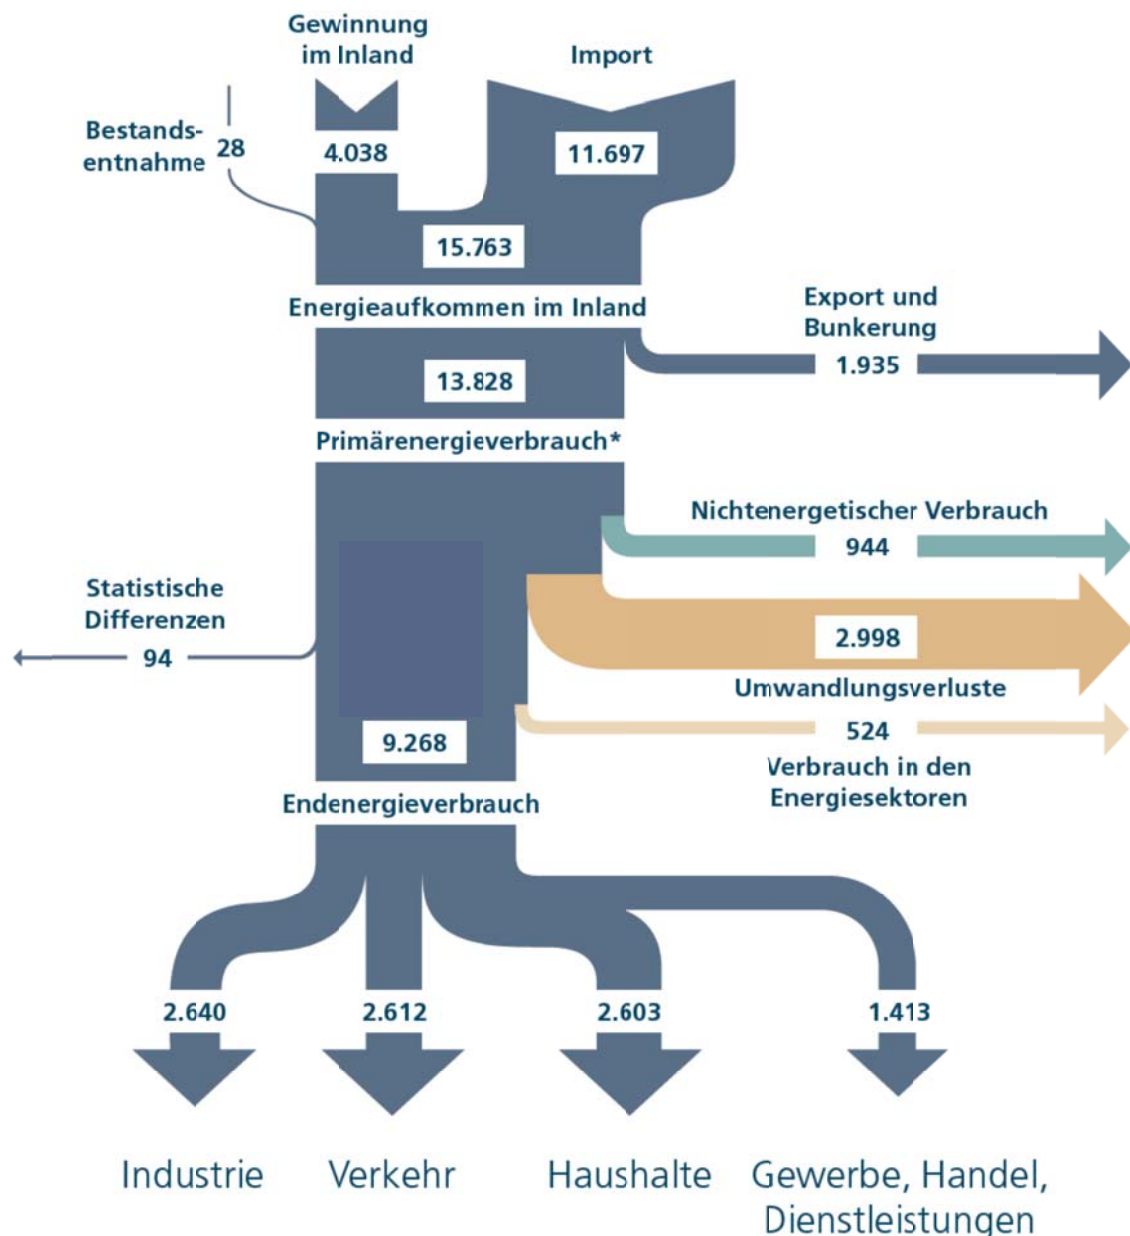 Gewinnung
im Inland
Import
Bestands-
entnahme
28
4.038
11.697
15.763
Energieaufkommen im Inland
Export und
Bunkerung
1.935
13.828
Primärenergieverbrauch*
Nichtenergetischer Verbrauch
944
Statistische
Differenzen
94
2.998
Umwandlungsverluste
524
Verbrauch in den
Energiesektoren
9.268
Endenergieverbrauch
2.640
2.612
2.603
1.413
Industrie
Verkehr
Haushalte
Gewerbe, Handel,
Dienstleistungen